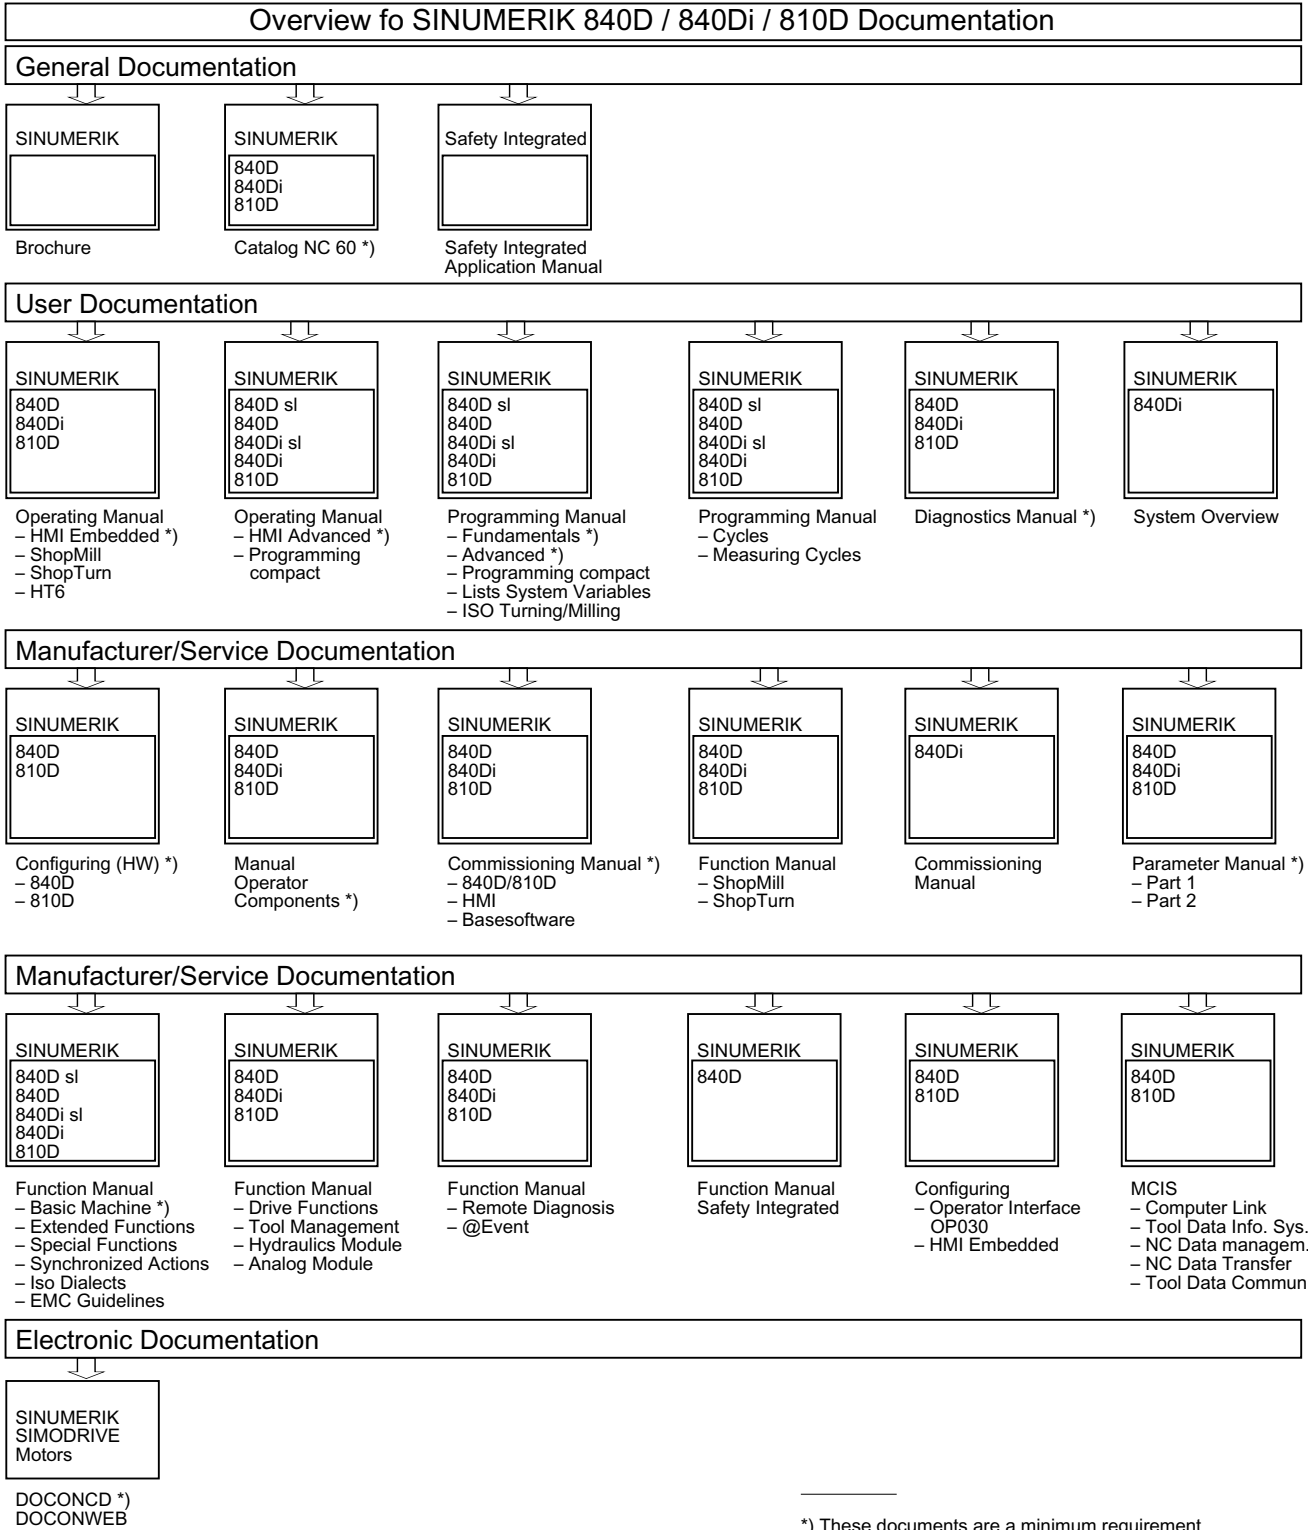 Overview fo SINUMERIK 840D / 840Di / 810D Documentation
General Documentation
SINUMERIK
Brochure
SINUMERIK
840D
840Di
810D
Catalog NC 60 *)
Safety Integrated
Safety Integrated
Application Manual
User Documentation
SINUMERIK
840D
840Di
810D
Operating Manual
– HMI Embedded *)
– ShopMill
– ShopTurn
– HT6
SINUMERIK
840D sl
840D
840Di sl
840Di
810D
Operating Manual
– HMI Advanced *)
– Programming
compact
SINUMERIK
840D sl
840D
840Di sl
840Di
810D
Programming Manual
– Fundamentals *)
– Advanced *)
– Programming compact
– Lists System Variables
– ISO Turning/Milling
SINUMERIK
840D sl
840D
840Di sl
840Di
810D
Programming Manual
– Cycles
– Measuring Cycles
SINUMERIK
840D
840Di
810D
Diagnostics Manual *)
SINUMERIK
840Di
System Overview
Manufacturer/Service Documentation
SINUMERIK
840D
810D
Configuring (HW) *)
– 840D
– 810D
SINUMERIK
840D
840Di
810D
Manual
Operator
Components *)
SINUMERIK
840D
840Di
810D
Commissioning Manual *)
– 840D/810D
– HMI
– Basesoftware
SINUMERIK
840D
840Di
810D
Function Manual
– ShopMill
– ShopTurn
SINUMERIK
840Di
Commissioning
Manual
SINUMERIK
840D
840Di
810D
Parameter Manual *)
– Part 1
– Part 2
Manufacturer/Service Documentation
SINUMERIK
840D sl
840D
840Di sl
840Di
810D
Function Manual
– Basic Machine *)
– Extended Functions
– Special Functions
– Synchronized Actions
– Iso Dialects
– EMC Guidelines
SINUMERIK
840D
840Di
810D
Function Manual
– Drive Functions
– Tool Management
– Hydraulics Module
– Analog Module
SINUMERIK
840D
840Di
810D
Function Manual
– Remote Diagnosis
– @Event
SINUMERIK
840D
Function Manual
Safety Integrated
SINUMERIK
840D
810D
Configuring
– Operator Interface
OP030
– HMI Embedded
SINUMERIK
840D
810D
MCIS
– Computer Link
– Tool Data Info. Sys.
– NC Data managem.
– NC Data Transfer
– Tool Data Commun
Electronic Documentation
SINUMERIK
SIMODRIVE
Motors
DOCONCD *)
DOCONWEB
*) These documents are a minimum requirement